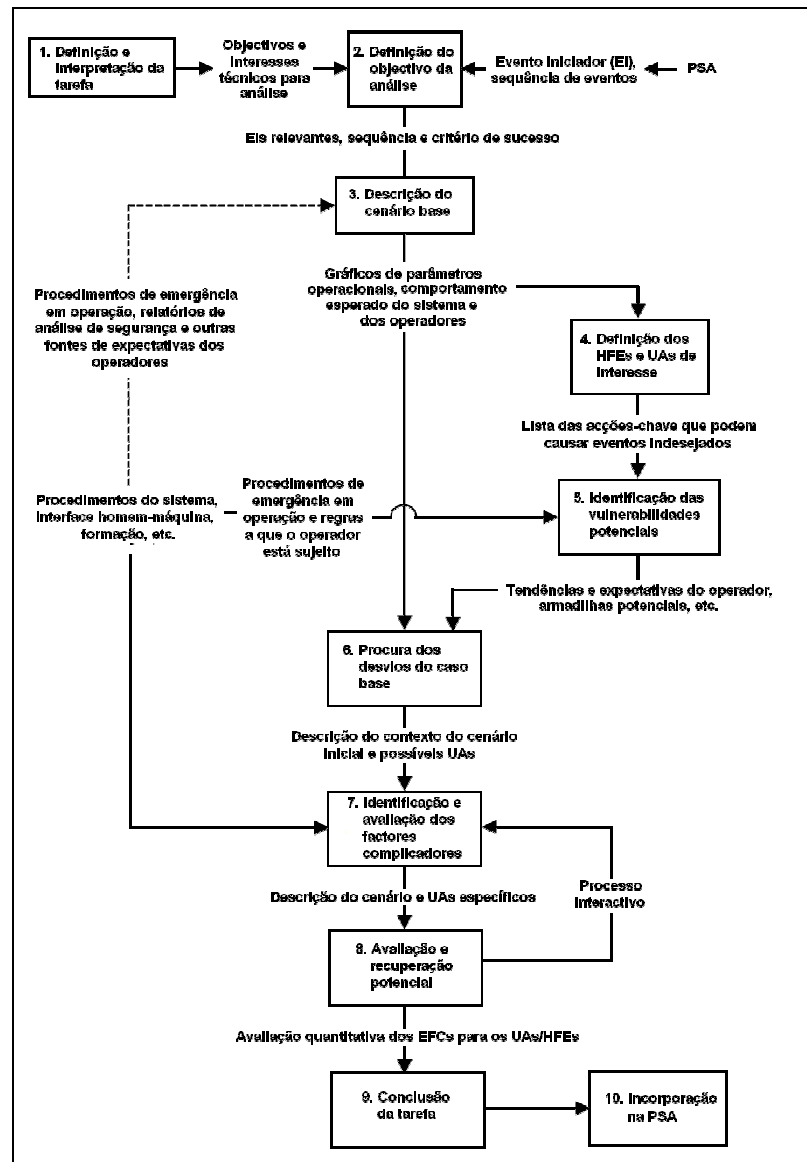 1. Definição e
interpretação da
tarefa
Objectivos e
interesses
técnicos para
análise
2. Definição do
objectivo da
análise
Evento Iniciador (EI),
sequência de eventos
PSA
EIs relevantes, sequência e critério de sucesso
3. Descrição do
cenário base
Gráficos de parâmetros
operacionais, comportamento
esperado do sistema e
dos operadores
Procedimentos de emergência
em operação, relatórios de
análise de segurança e outras
fontes de expectativas dos
operadores
4. Definição dos
HFEs e UAs de
Interesse
Lista das acções-chave que podem
causar eventos indesejados
Procedimentos do sistema,
interface homem-máquina,
formação, etc.
Procedimentos de
emergência em
operação e regras
a que o operador
está sujeito
5. Identificação das
vulnerabilidades
potenciais
Tendências e expectativas do operador,
armadilhas potenciais, etc.
6. Procura dos
desvios do caso
base
Descrição do contexto do cenário
inicial e possíveis UAs
7. Identificação e
avaliação dos
factores
complicadores
Descrição do cenário e UAs específicos
Processo
interactivo
8. Avaliação e
recuperação
potencial
Avaliação quantitativa dos EFCs para os UAs/HFEs
9. Conclusão
da tarefa
10. Incorporação
na PSA